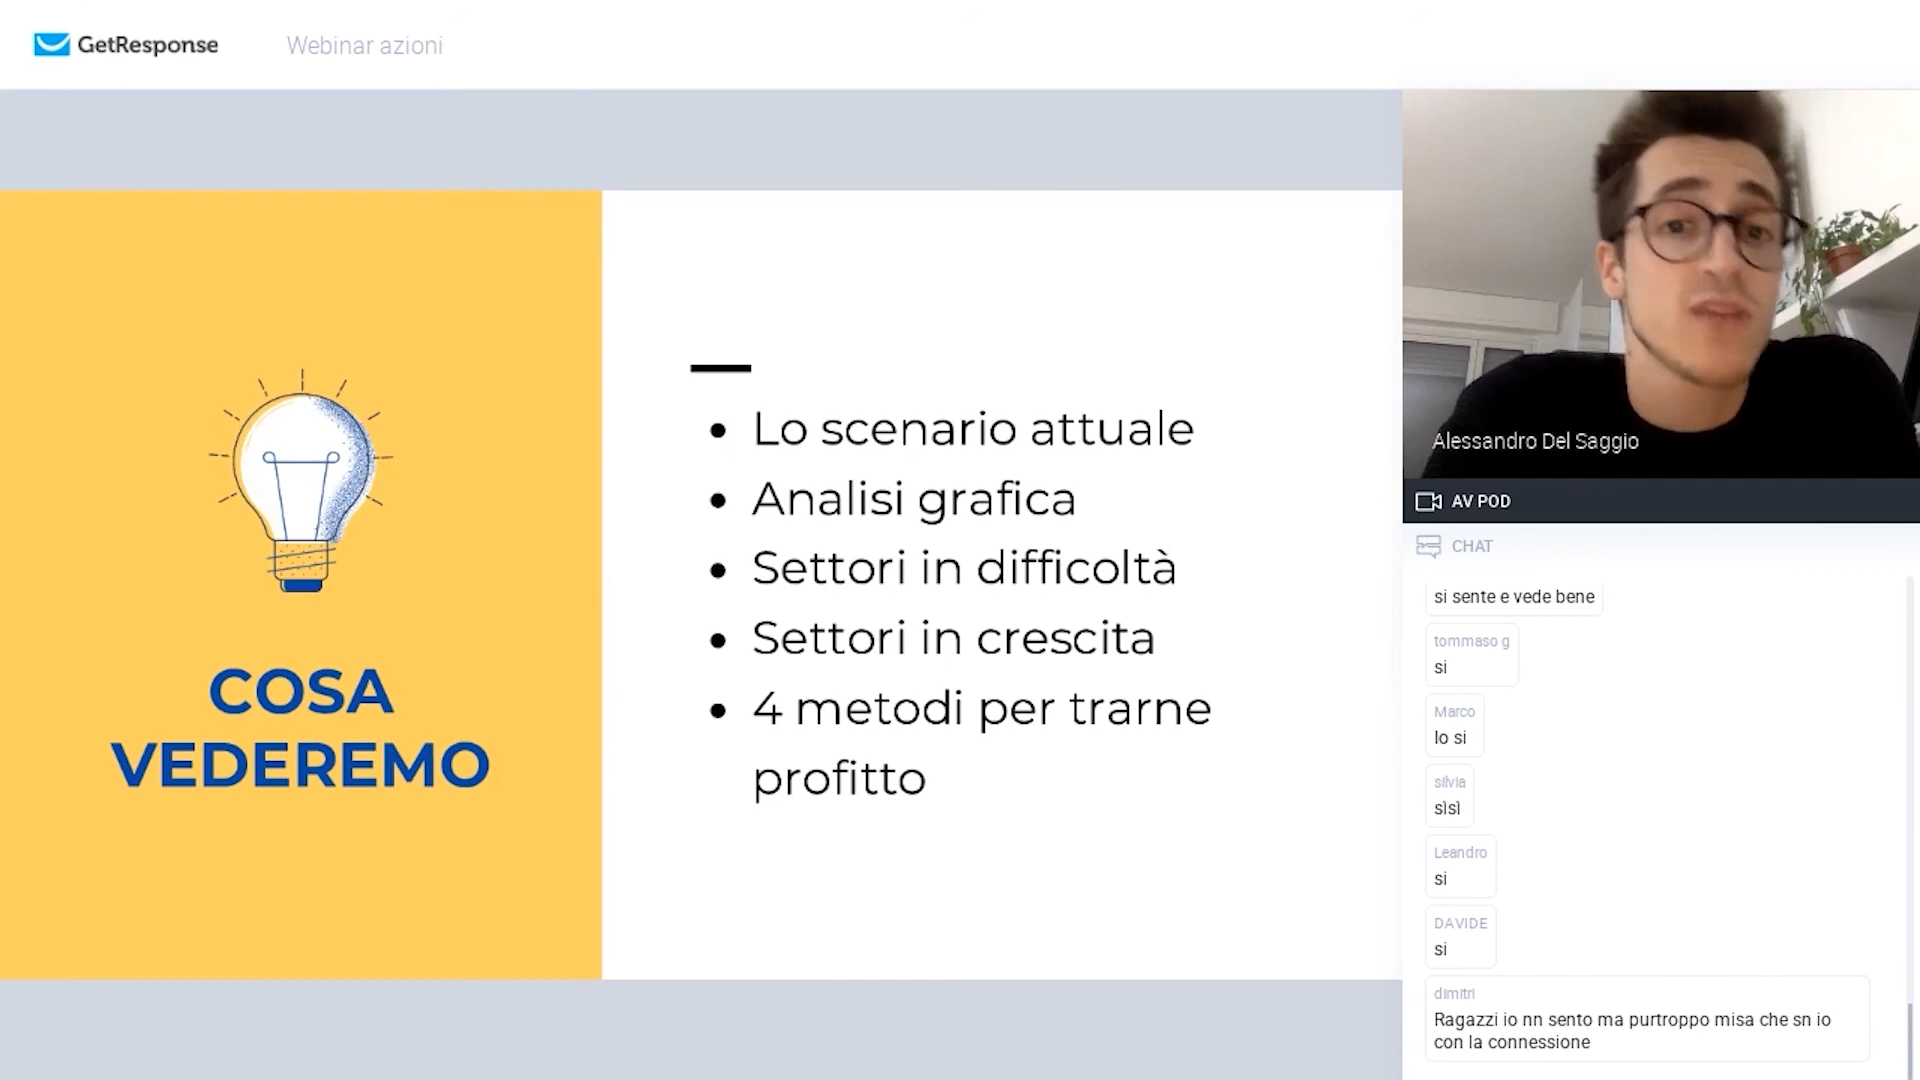 GetResponse
Webinar azioni
COSA
VEDEREMO
Lo scenario attuale
Analisi grafica
Settori in difficoltà
Settori in crescita
4 metodi per trarne
profitto
Alessandro Del Saggio
AV POD
CHAT
si sente e vede bene
tommaso g
si
Marco
Io si
silvia
sìsì
Leandro
si
DAVIDE
si
dimitri
Ragazzi io nn sento ma purtroppo misa che sn io
con la connessione